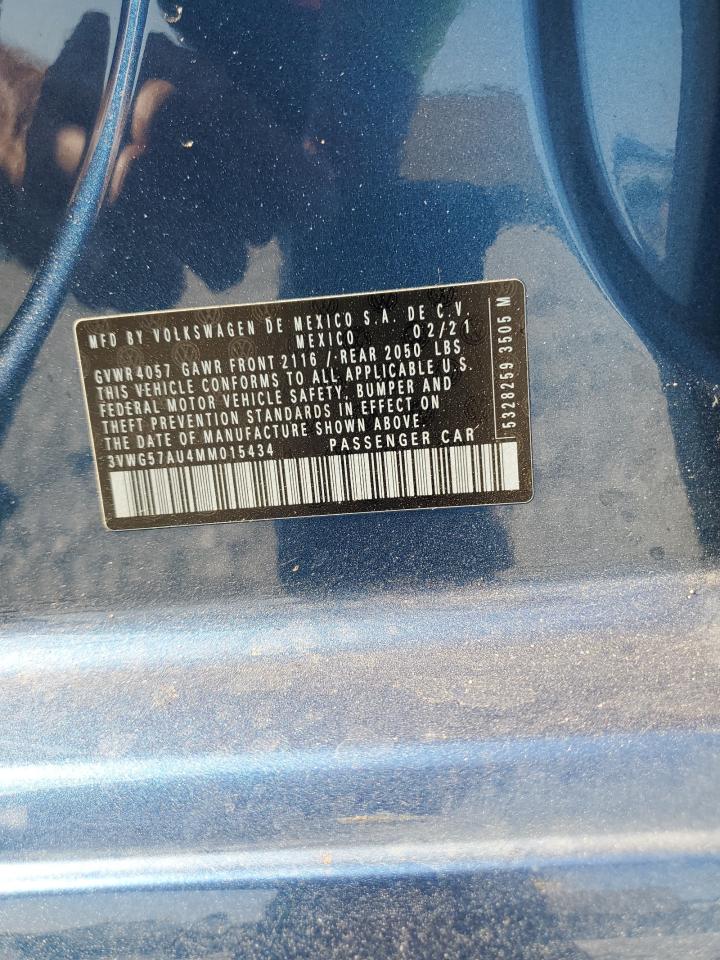 MFD BY VOLKSWAGEN DE MEXICO S.A. DE C.V.
MEXICO 02/21
GVWR4057 GAWR FRONT 2116 / REAR 2050 LBS
THIS VEHICLE CONFORMS TO ALL APPLICABLE U.S.
FEDERAL MOTOR VEHICLE SAFETY, BUMPER AND
THEFT PREVENTION STANDARDS IN EFFECT ON
THE DATE OF MANUFACTURE SHOWN ABOVE.
3VWG57AU4MM015434 PASSENGER CAR
5328259 3505 M